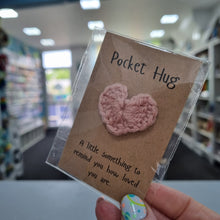 Pocket Hug
A little something to
remind you how loved
you are.